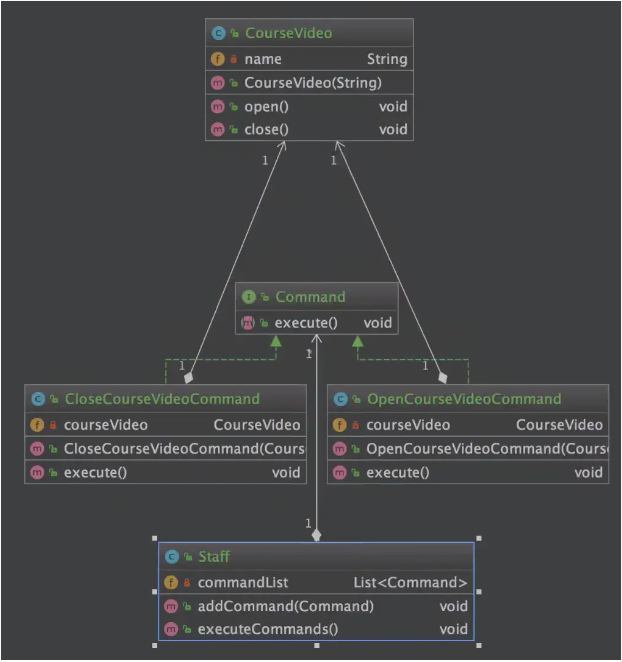 CourseVideo
name String
CourseVideo(String)
open() void
close() void
1 1
Command
execute() void
1
1 1
CloseCourseVideoCommand
courseVideo CourseVideo
CloseCourseVideoCommand(Cours
execute() void
OpenCourseVideoCommand
courseVideo CourseVideo
OpenCourseVideoCommand(Cours
execute() void
1
Staff
commandList List<Command>
addCommand(Command) void
executeCommands() void